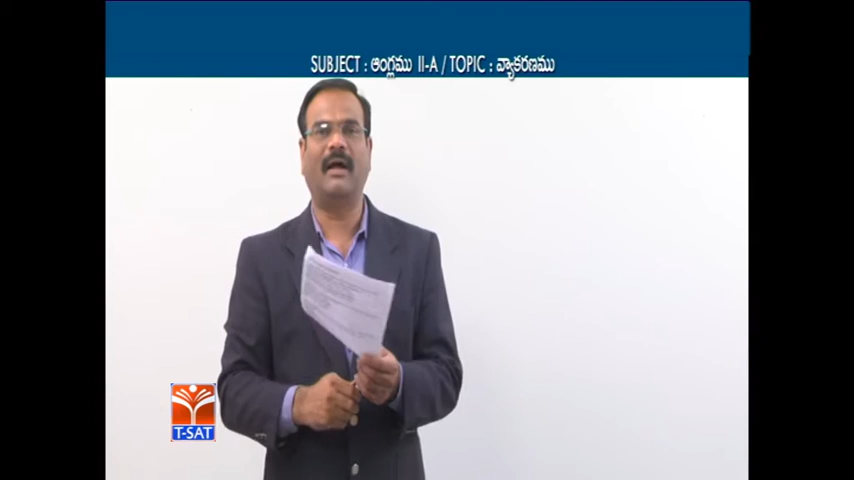 SUBJECT : ఆంగ్లము II-A / TOPIC : వ్యాకరణము
T-SAT